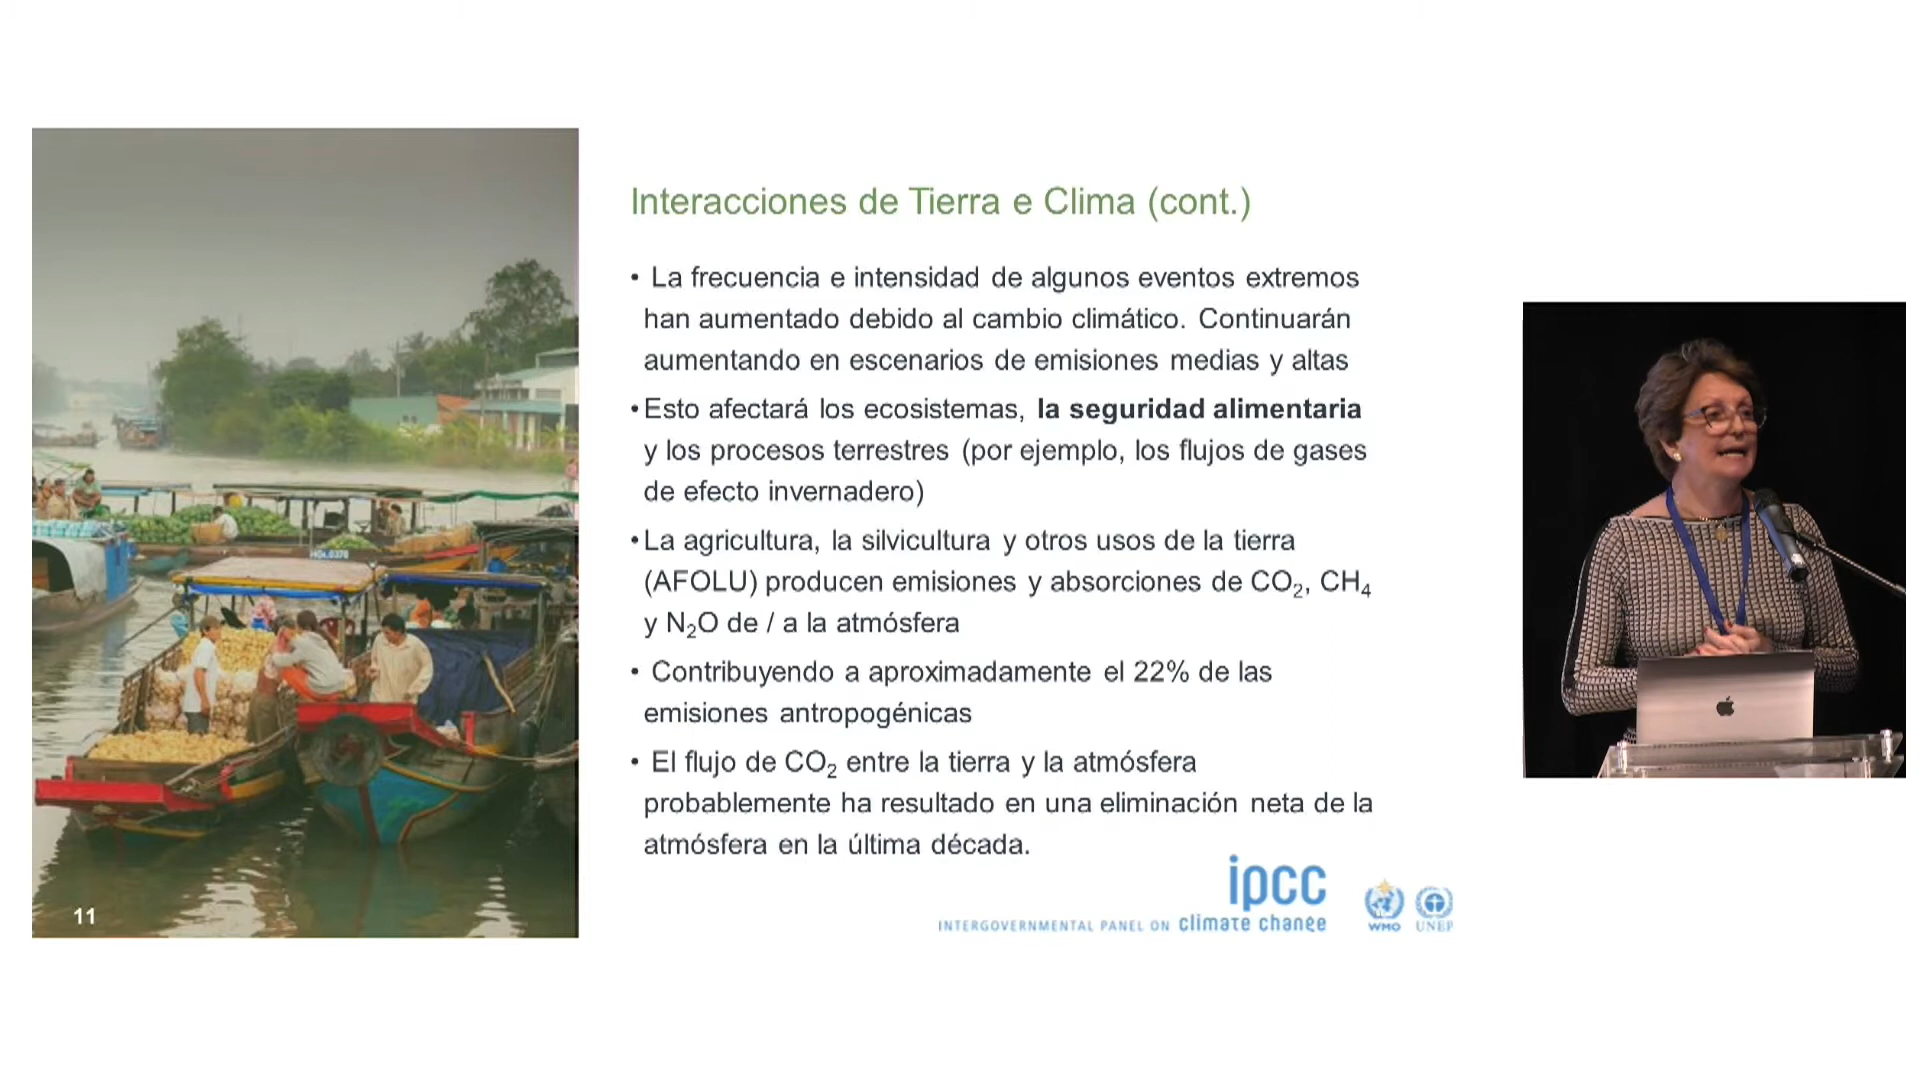 Interacciones de Tierra e Clima (cont.)
• La frecuencia e intensidad de algunos eventos extremos
han aumentado debido al cambio climático. Continuarán
aumentando en escenarios de emisiones medias y altas
• Esto afectará los ecosistemas, la seguridad alimentaria
y los procesos terrestres (por ejemplo, los flujos de gases
de efecto invernadero)
• La agricultura, la silvicultura y otros usos de la tierra
(AFOLU) producen emisiones y absorciones de CO₂, CH₄
y N₂O de / a la atmósfera
• Contribuyendo a aproximadamente el 22% de las
emisiones antropogénicas
• El flujo de CO₂ entre la tierra y la atmósfera
probablemente ha resultado en una eliminación neta de la
atmósfera en la última década.
11
ipcc
INTERGOVERNMENTAL PANEL ON climate change
WMO
UNEP